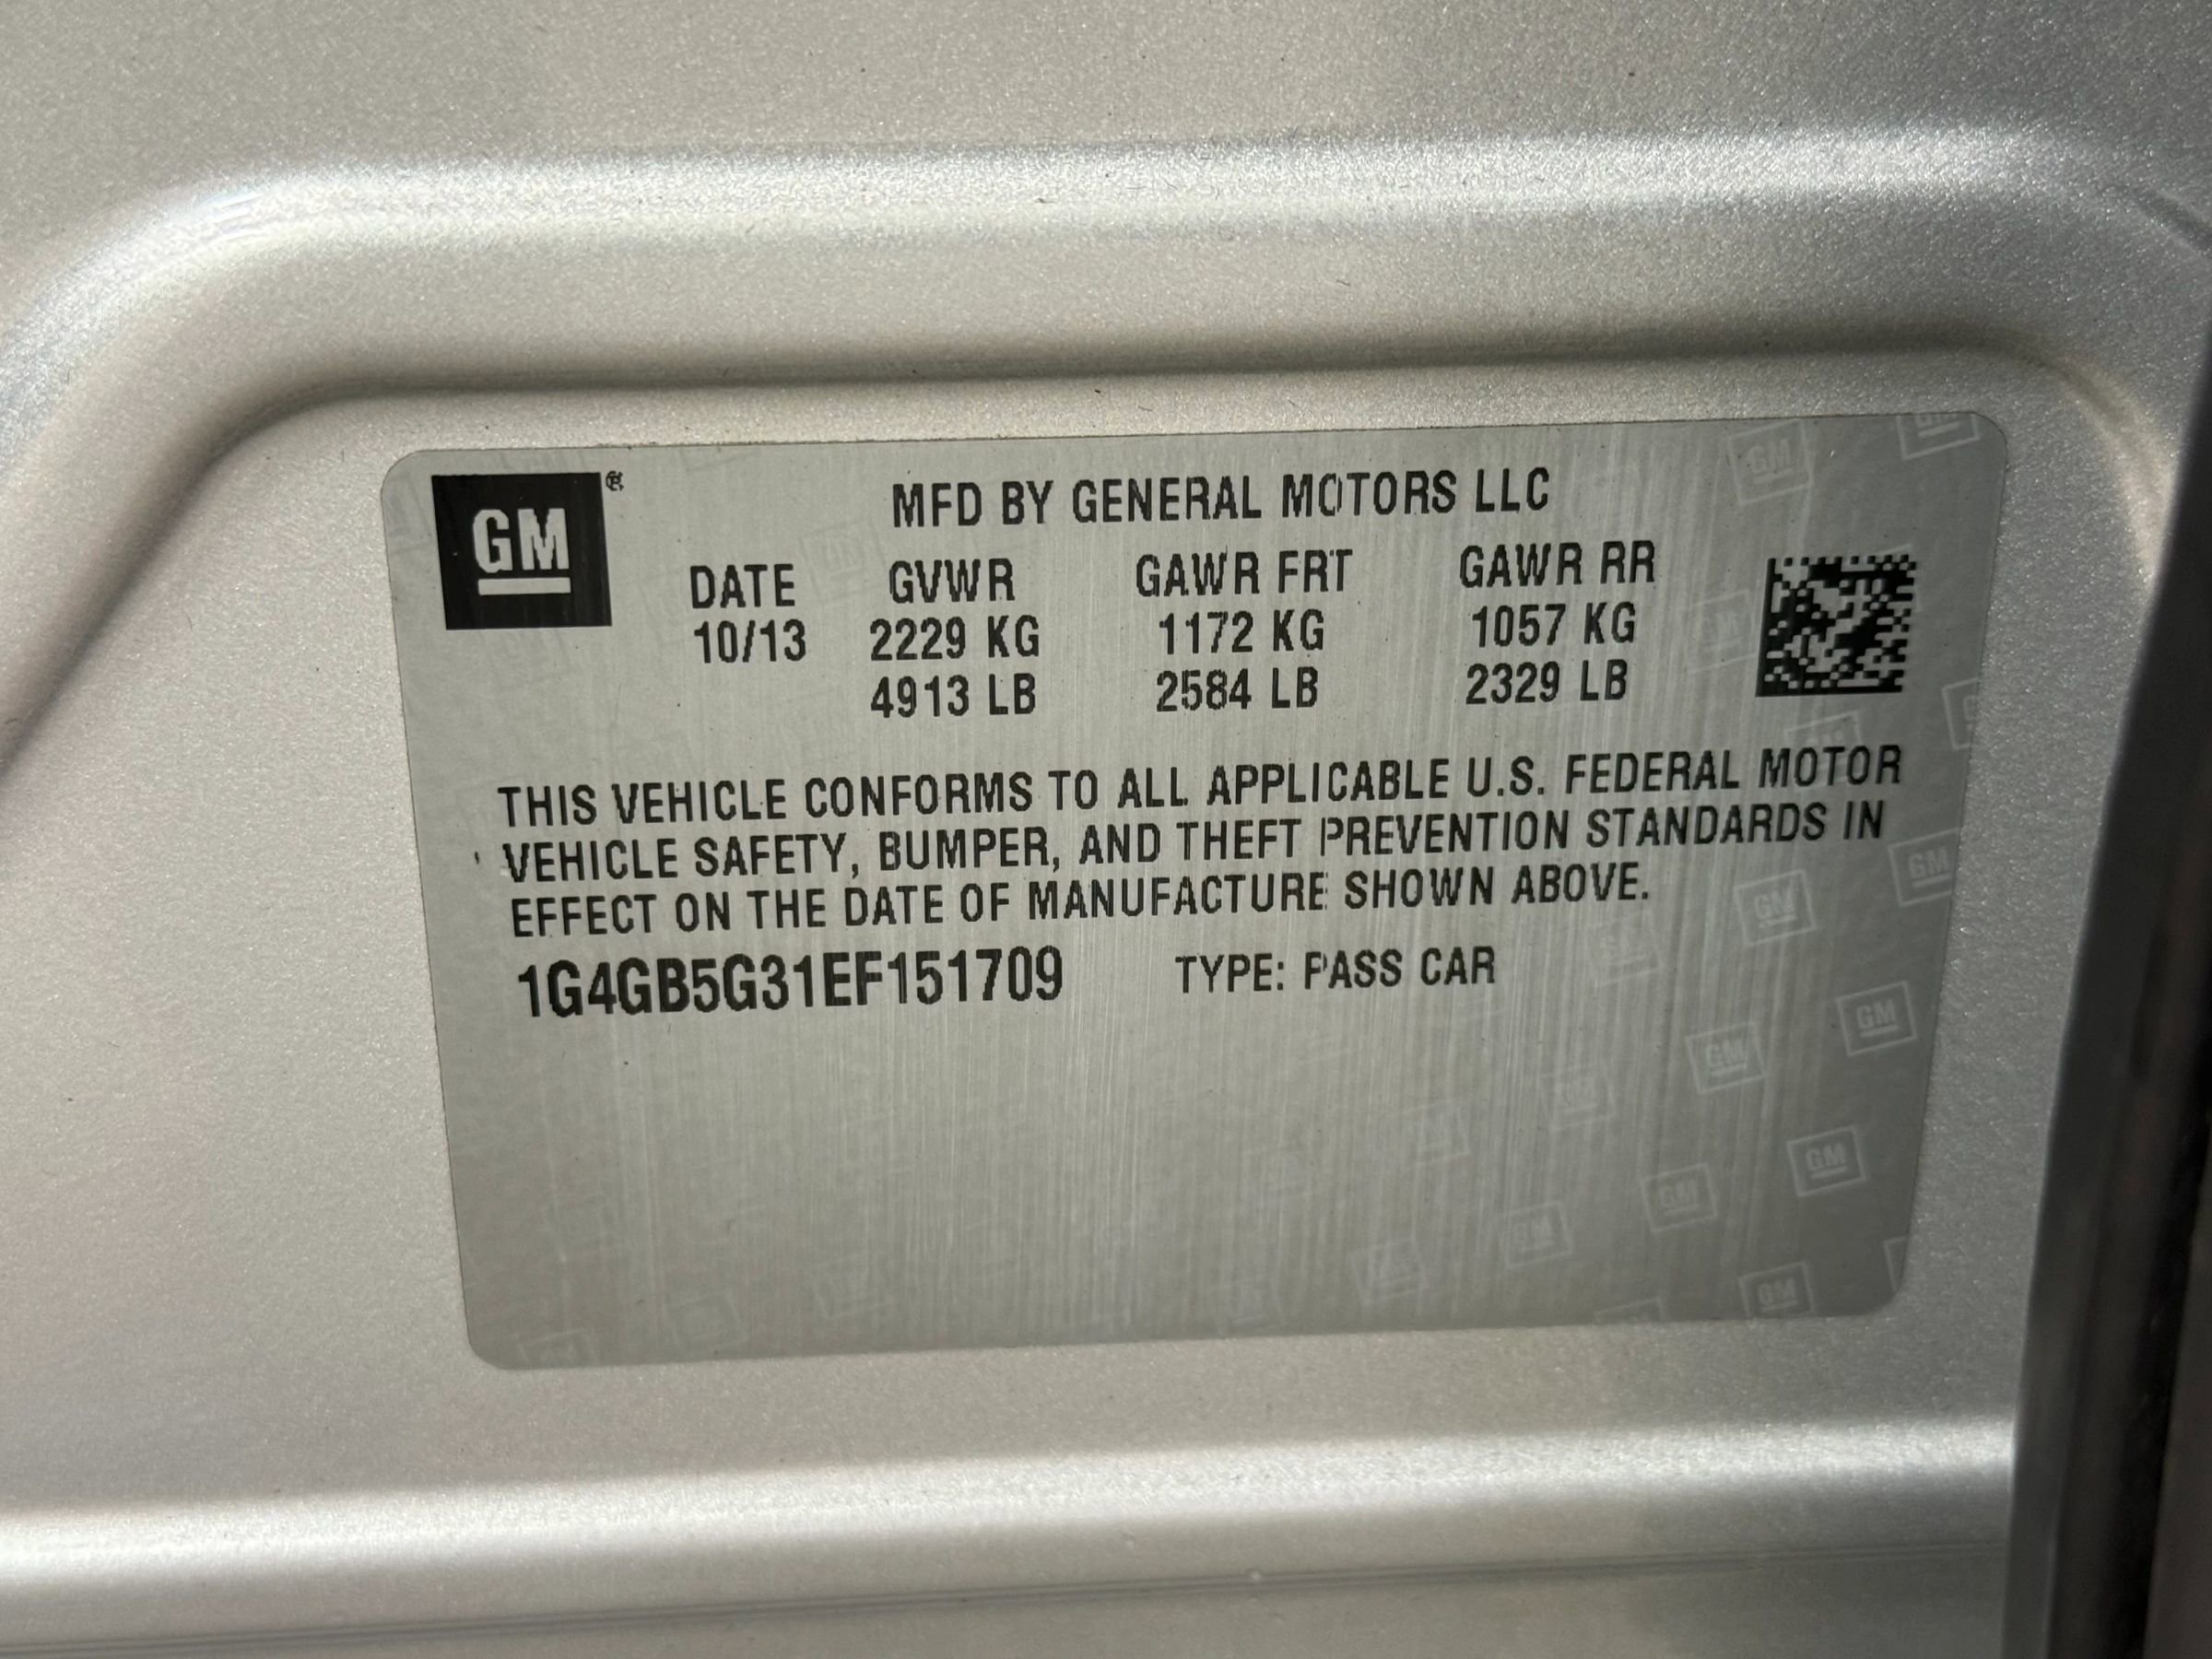 GM ®
MFD BY GENERAL MOTORS LLC
DATE GVWR GAWR FRT GAWR RR
10/13 2229 KG 1172 KG 1057 KG
4913 LB 2584 LB 2329 LB
THIS VEHICLE CONFORMS TO ALL APPLICABLE U.S. FEDERAL MOTOR
VEHICLE SAFETY, BUMPER, AND THEFT PREVENTION STANDARDS IN
EFFECT ON THE DATE OF MANUFACTURE SHOWN ABOVE.
1G4GB5G31EF151709 TYPE: PASS CAR